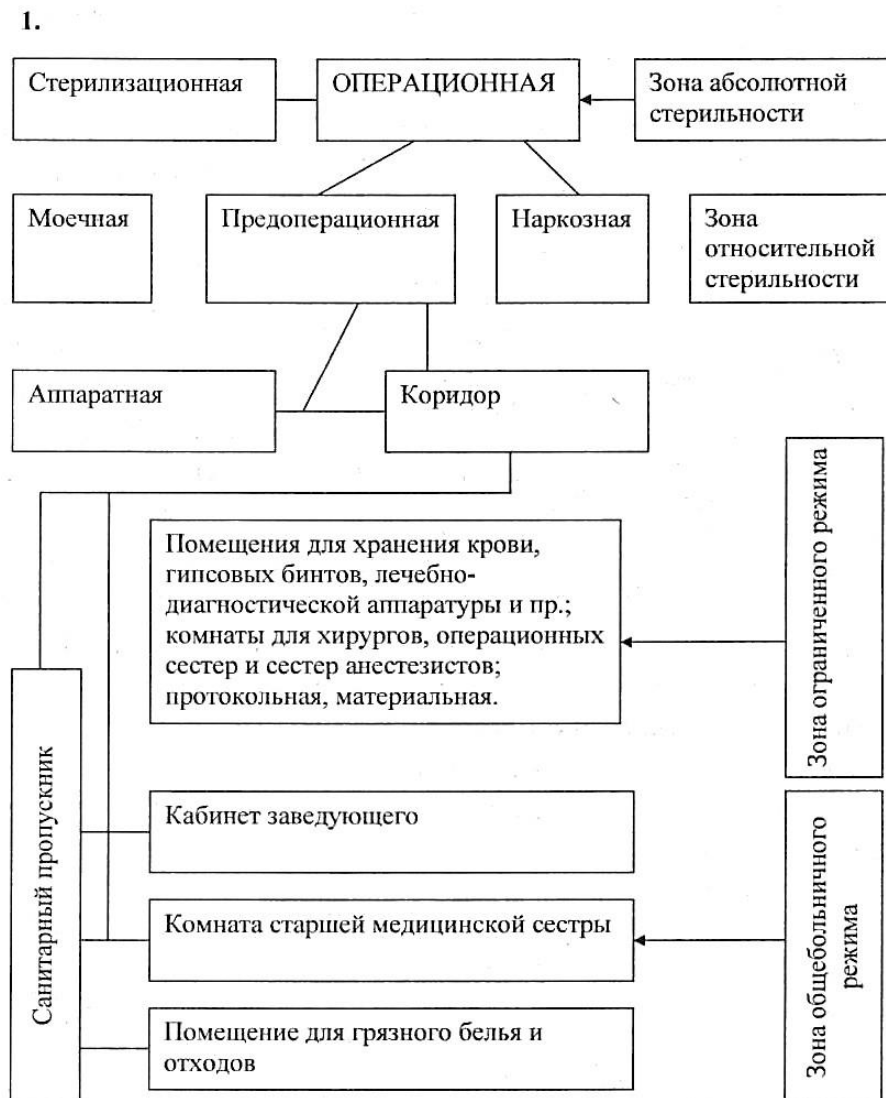 1.
Стерилизационная
ОПЕРАЦИОННАЯ
Зона абсолютной
стерильности
Моечная
Предоперационная
Наркозная
Зона
относительной
стерильности
Аппаратная
Коридор
Зона ограниченного режима
Помещения для хранения крови,
гипсовых бинтов, лечебно-
диагностической аппаратуры и пр.;
комнаты для хирургов, операционных
сестер и сестер анестезистов;
протокольная, материальная.
Санитарный пропускник
Кабинет заведующего
Комната старшей медицинской сестры
Зона общебольничного
режима
Помещение для грязного белья и
отходов